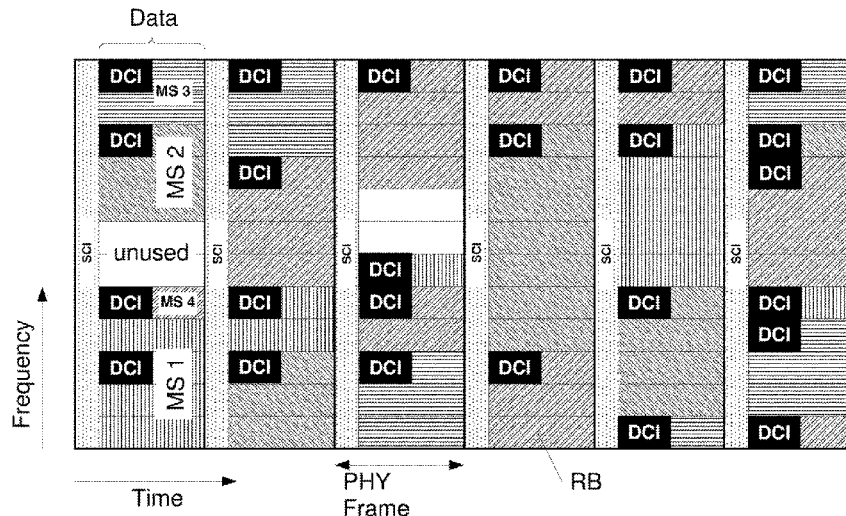 Data
DCI DCI DCI DCI DCI DCI
MS 3
DCI DCI DCI DCI
MS 2
DCI DCI
SCI unused SCI SCI SCI SCI SCI
DCI
DCI MS 4 DCI DCI DCI DCI
DCI
DCI DCI DCI DCI
MS 1
DCI DCI
Frequency
Time
PHY
Frame
RB